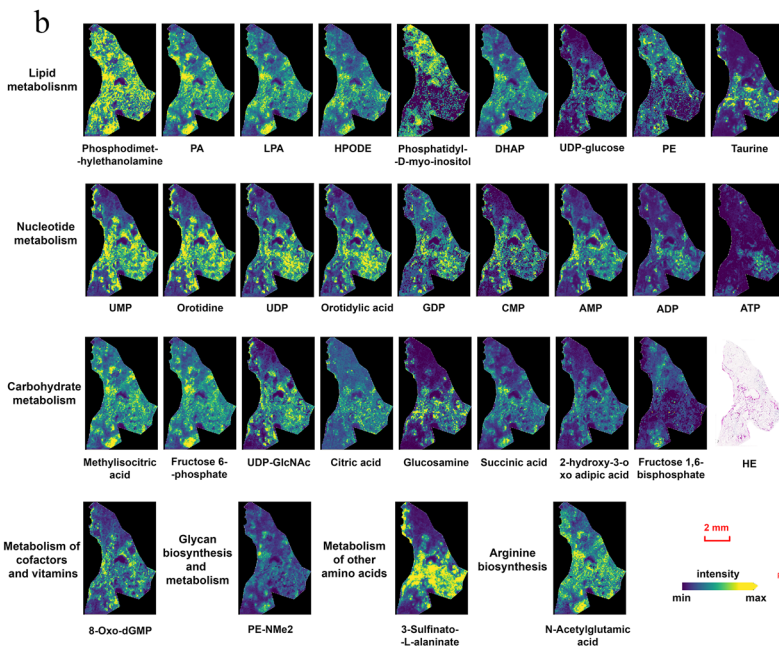 b
Lipid
metabolisnm
Phosphodimet-
-hylethanolamine
PA
LPA
HPODE
Phosphatidyl-
-D-myo-inositol
DHAP
UDP-glucose
PE
Taurine
Nucleotide
metabolism
UMP
Orotidine
UDP
Orotidylic acid
GDP
CMP
AMP
ADP
ATP
Carbohydrate
metabolism
Methylisocitric
acid
Fructose 6-
-phosphate
UDP-GlcNAc
Citric acid
Glucosamine
Succinic acid
2-hydroxy-3-o
xo adipic acid
Fructose 1,6-
bisphosphate
HE
Metabolism of
cofactors
and vitamins
8-Oxo-dGMP
Glycan
biosynthesis
and
metabolism
PE-NMe2
Metabolism
of other
amino acids
3-Sulfinato-
-L-alaninate
Arginine
biosynthesis
N-Acetylglutamic
acid
2 mm
intensity
min max